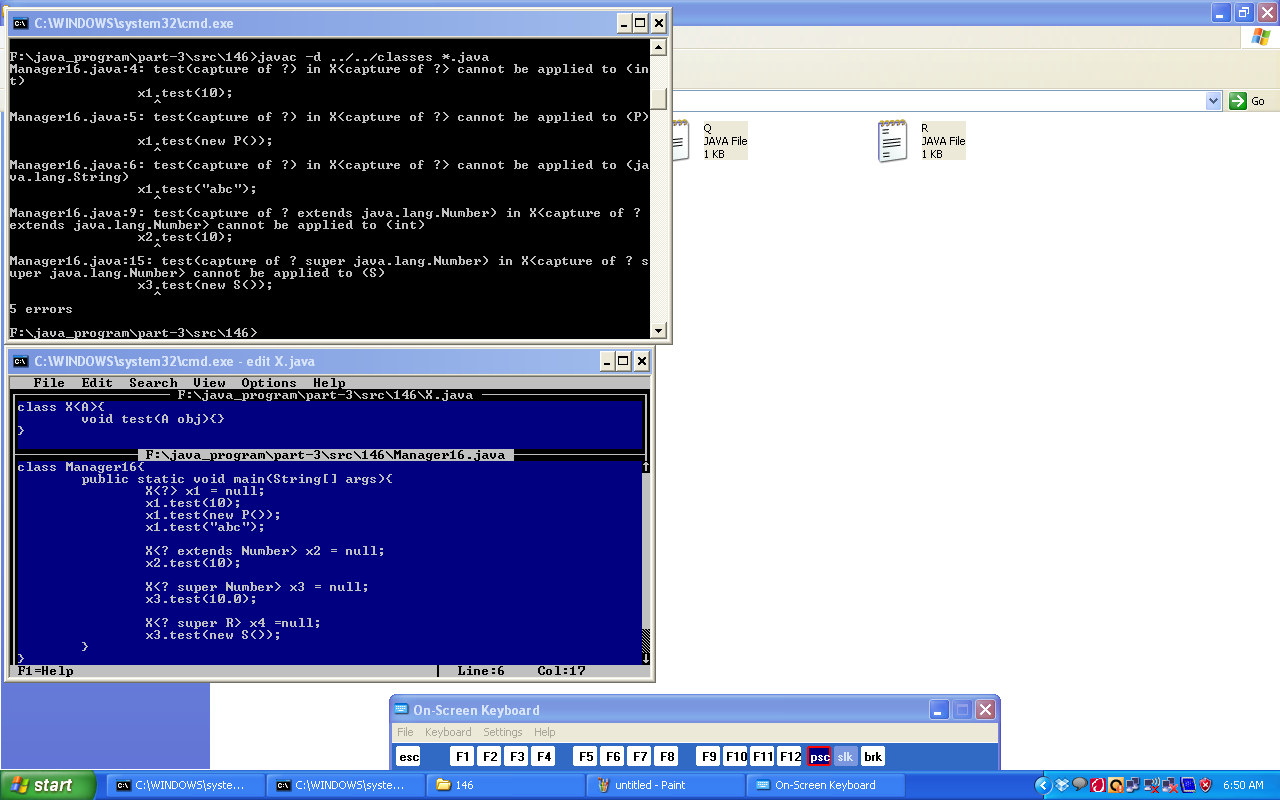 C:\WINDOWS\system32\cmd.exe
F:\java_program\part-3\src\146>javac -d ../../classes *.java
Manager16.java:4: test(capture of ?) in X<capture of ?> cannot be applied to (in
t)
x1.test(10);
^
Manager16.java:5: test(capture of ?) in X<capture of ?> cannot be applied to (P)
x1.test(new P());
^
Manager16.java:6: test(capture of ?) in X<capture of ?> cannot be applied to (ja
va.lang.String)
x1.test("abc");
^
Manager16.java:9: test(capture of ? extends java.lang.Number) in X<capture of ?
extends java.lang.Number> cannot be applied to (int)
x2.test(10);
^
Manager16.java:15: test(capture of ? super java.lang.Number) in X<capture of ? s
uper java.lang.Number> cannot be applied to (S)
x3.test(new S());
^
5 errors
F:\java_program\part-3\src\146>
Go
Q
JAVA File
1 KB
R
JAVA File
1 KB
C:\WINDOWS\system32\cmd.exe - edit X.java
File Edit Search View Options Help
F:\java_program\part-3\src\146\X.java
class X<A>{
void test(A obj){}
}
F:\java_program\part-3\src\146\Manager16.java
class Manager16{
public static void main(String[] args){
X<?> x1 = null;
x1.test(10);
x1.test(new P());
x1.test("abc");
X<? extends Number> x2 = null;
x2.test(10);
X<? super Number> x3 = null;
x3.test(10.0);
X<? super R> x4 =null;
x3.test(new S());
}
}
F1=Help Line:6 Col:17
On-Screen Keyboard
File Keyboard Settings Help
esc F1 F2 F3 F4 F5 F6 F7 F8 F9 F10 F11 F12 psc slk brk
start C:\WINDOWS\syste... C:\WINDOWS\syste... 146 untitled - Paint On-Screen Keyboard 6:50 AM